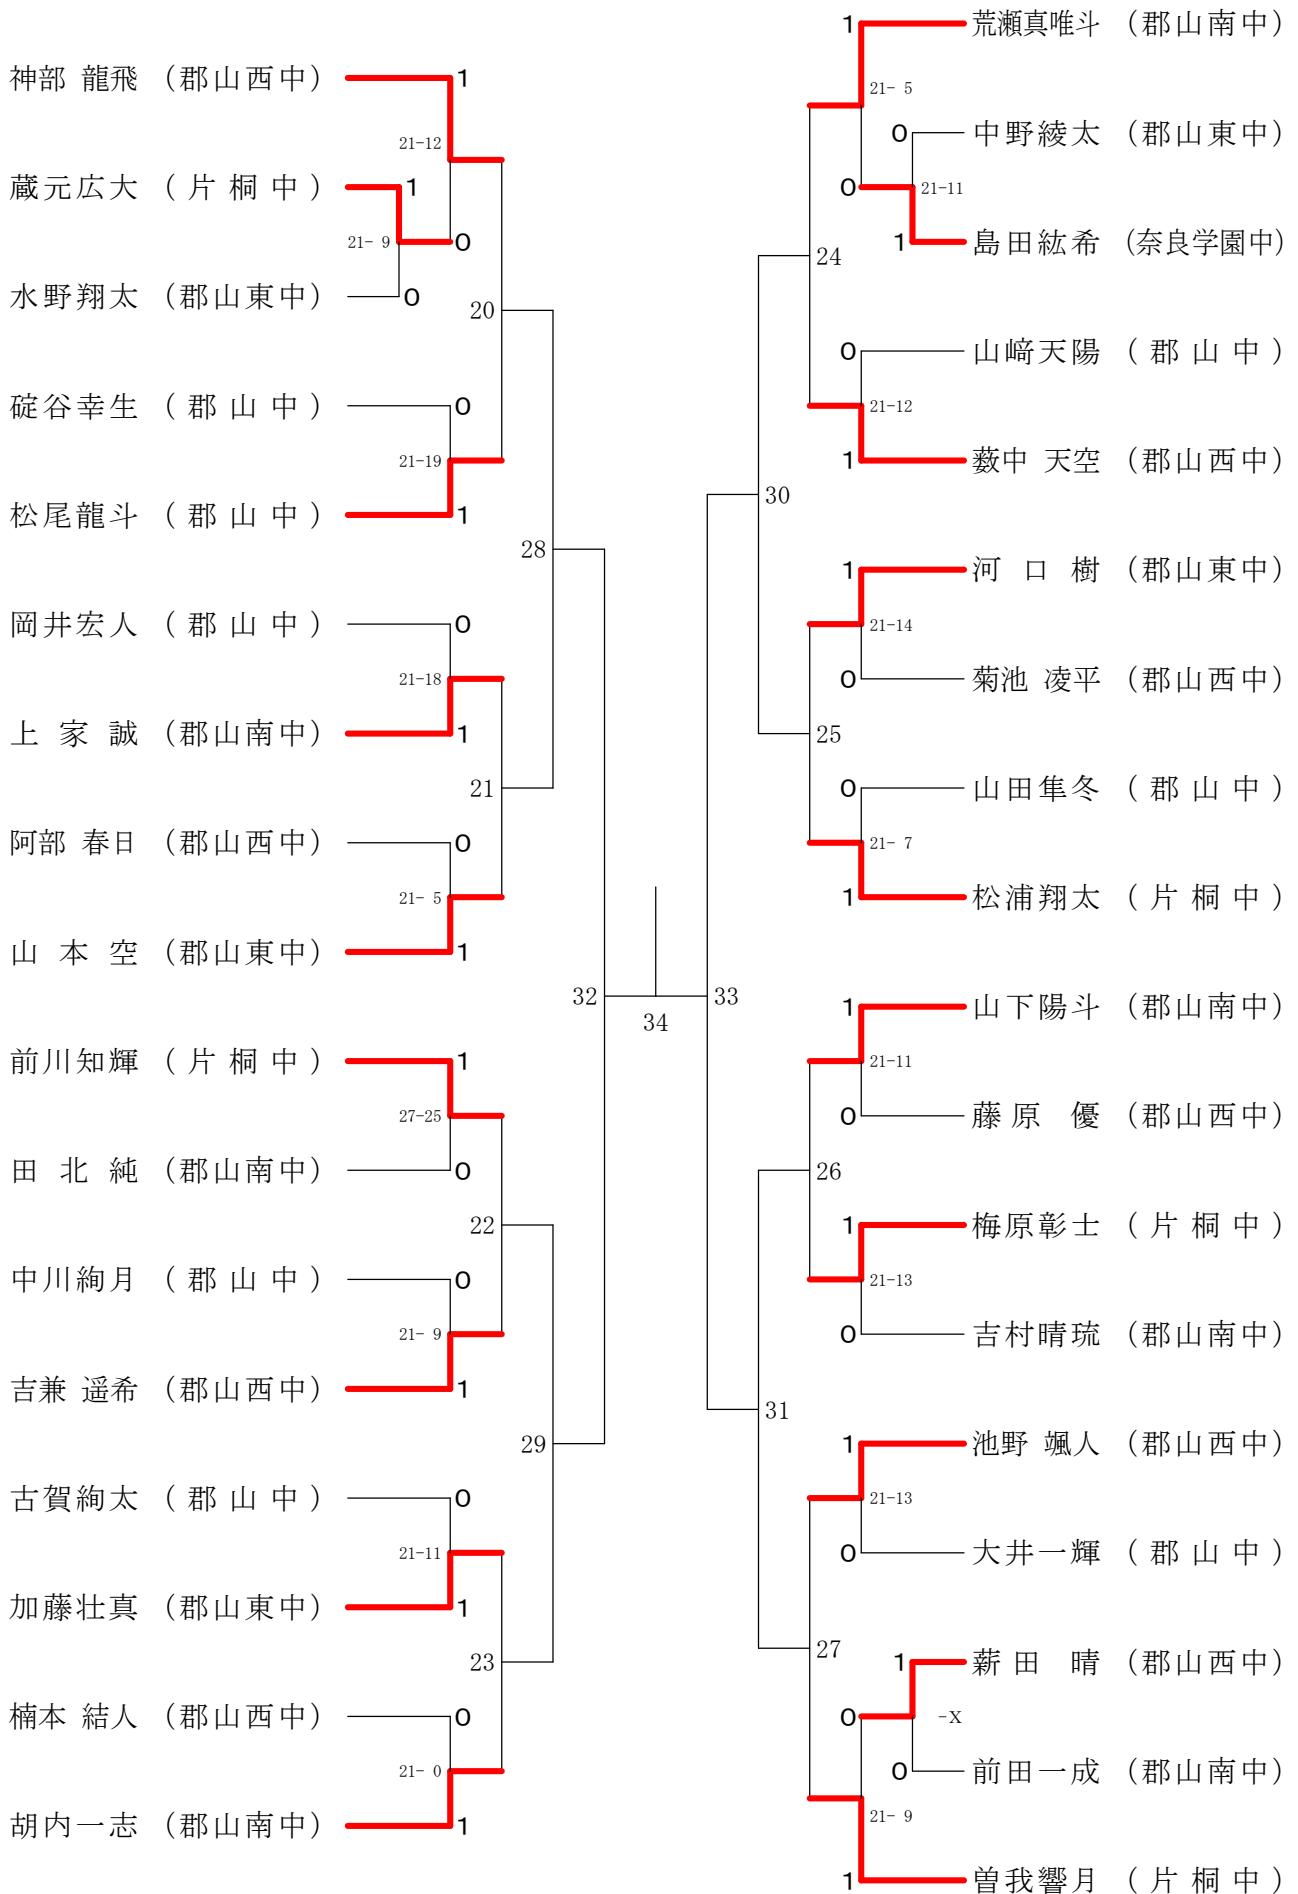 神部 龍飛 (郡山西中) 1
21-12
蔵元広大 (片桐中) 1
21- 9 0
水野翔太 (郡山東中) 0
20
碇谷幸生 (郡山中) 0
21-19
松尾龍斗 (郡山中) 1
28
岡井宏人 (郡山中) 0
21-18
上家誠 (郡山南中) 1
21
阿部 春日 (郡山西中) 0
21- 5
山本空 (郡山東中) 1
32
前川知輝 (片桐中) 1
27-25
田北純 (郡山南中) 0
22
中川絢月 (郡山中) 0
21- 9
吉兼 遥希 (郡山西中) 1
29
古賀絢太 (郡山中) 0
21-11
加藤壮真 (郡山東中) 1
23
楠本 結人 (郡山西中) 0
21- 0
胡内一志 (郡山南中) 1
34
1 荒瀬真唯斗 (郡山南中)
21- 5
0 中野綾太 (郡山東中)
0 21-11
1 島田紘希 (奈良学園中)
24
0 山﨑天陽 (郡山中)
21-12
1 薮中 天空 (郡山西中)
30
1 河口樹 (郡山東中)
21-14
0 菊池 凌平 (郡山西中)
25
0 山田隼冬 (郡山中)
21- 7
1 松浦翔太 (片桐中)
33
1 山下陽斗 (郡山南中)
21-11
0 藤原 優 (郡山西中)
26
1 梅原彰士 (片桐中)
21-13
0 吉村晴琉 (郡山南中)
31
1 池野 颯人 (郡山西中)
21-13
0 大井一輝 (郡山中)
27
1 薪田 晴 (郡山西中)
0 -X
0 前田一成 (郡山南中)
21- 9
1 曽我響月 (片桐中)